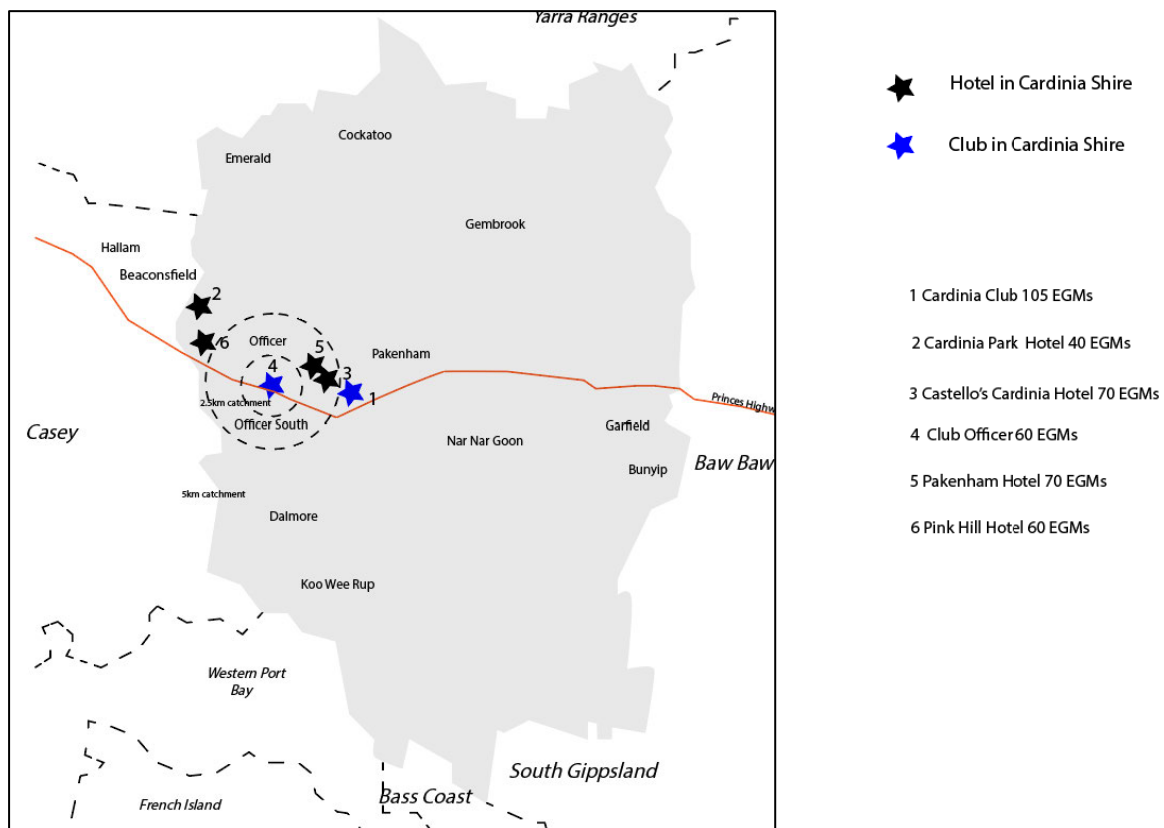 Yarra Ranges
Hotel in Cardinia Shire
Club in Cardinia Shire
Cockatoo
Emerald
Gembrook
Hallam
Beaconsfield
2
6
Officer
5
4
3
1
Pakenham
2.5km catchment
Officer South
Princes Highw
Casey
Garfield
Nar Nar Goon
Baw Baw
Bunyip
5km catchment
Dalmore
Koo Wee Rup
Western Port
Bay
South Gippsland
Bass Coast
French Island
1 Cardinia Club 105 EGMs
2 Cardinia Park Hotel 40 EGMs
3 Castello's Cardinia Hotel 70 EGMs
4 Club Officer 60 EGMs
5 Pakenham Hotel 70 EGMs
6 Pink Hill Hotel 60 EGMs